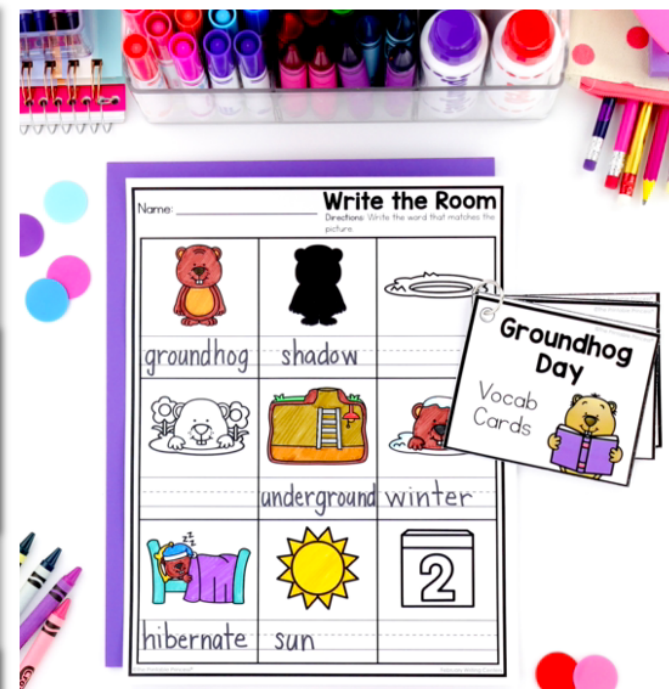 Name:
Write the Room
Directions: Write the word that matches the
picture.
groundhog
shadow
underground
winter
hibernate
sun
2
Groundhog
Day
Vocab
Cards